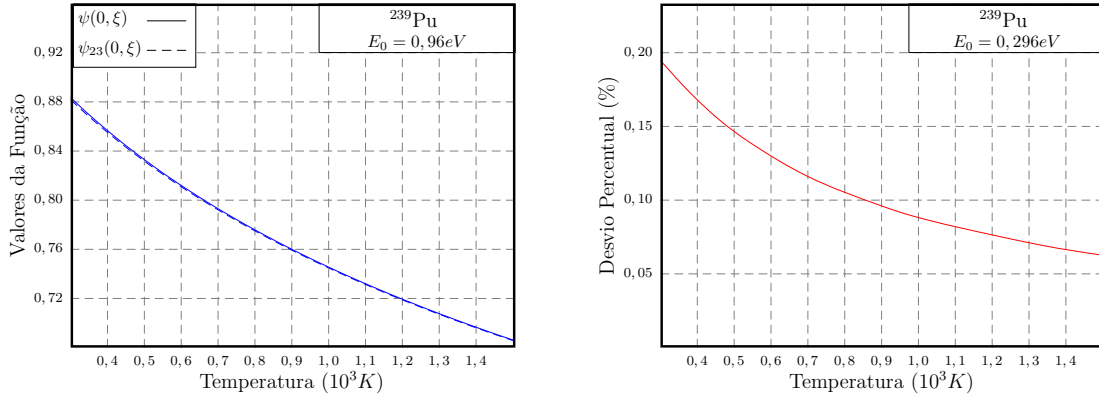 ψ(0, ξ)
ψ₂₃(0, ξ)
²³⁹Pu
E₀ = 0,96eV
0,92
0,88
0,84
0,80
0,76
0,72
Valores da Função
0,4 0,5 0,6 0,7 0,8 0,9 1,0 1,1 1,2 1,3 1,4
Temperatura (10³K)
²³⁹Pu
E₀ = 0,296eV
0,20
0,15
0,10
0,05
Desvio Percentual (%)
0,4 0,5 0,6 0,7 0,8 0,9 1,0 1,1 1,2 1,3 1,4
Temperatura (10³K)